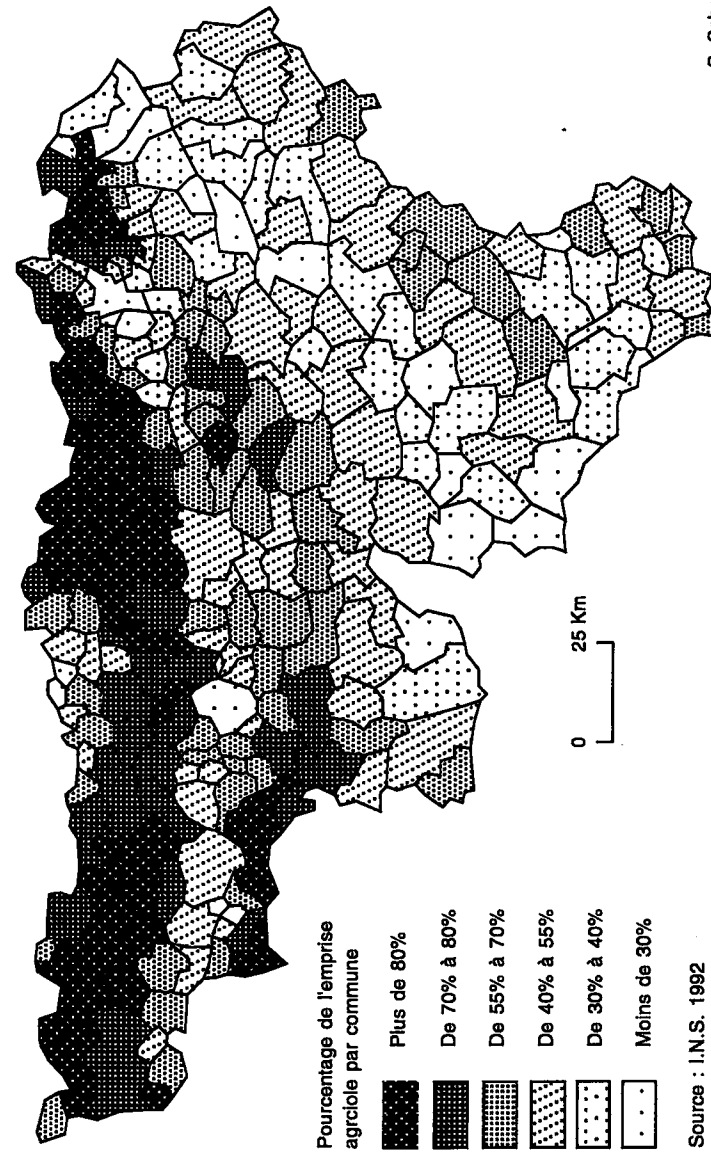 Pourcentage de l'emprise
agrciole par commune
Plus de 80%
De 70% à 80%
De 55% à 70%
De 40% à 55%
De 30% à 40%
Moins de 30%
Source : I.N.S. 1992
0 25 Km